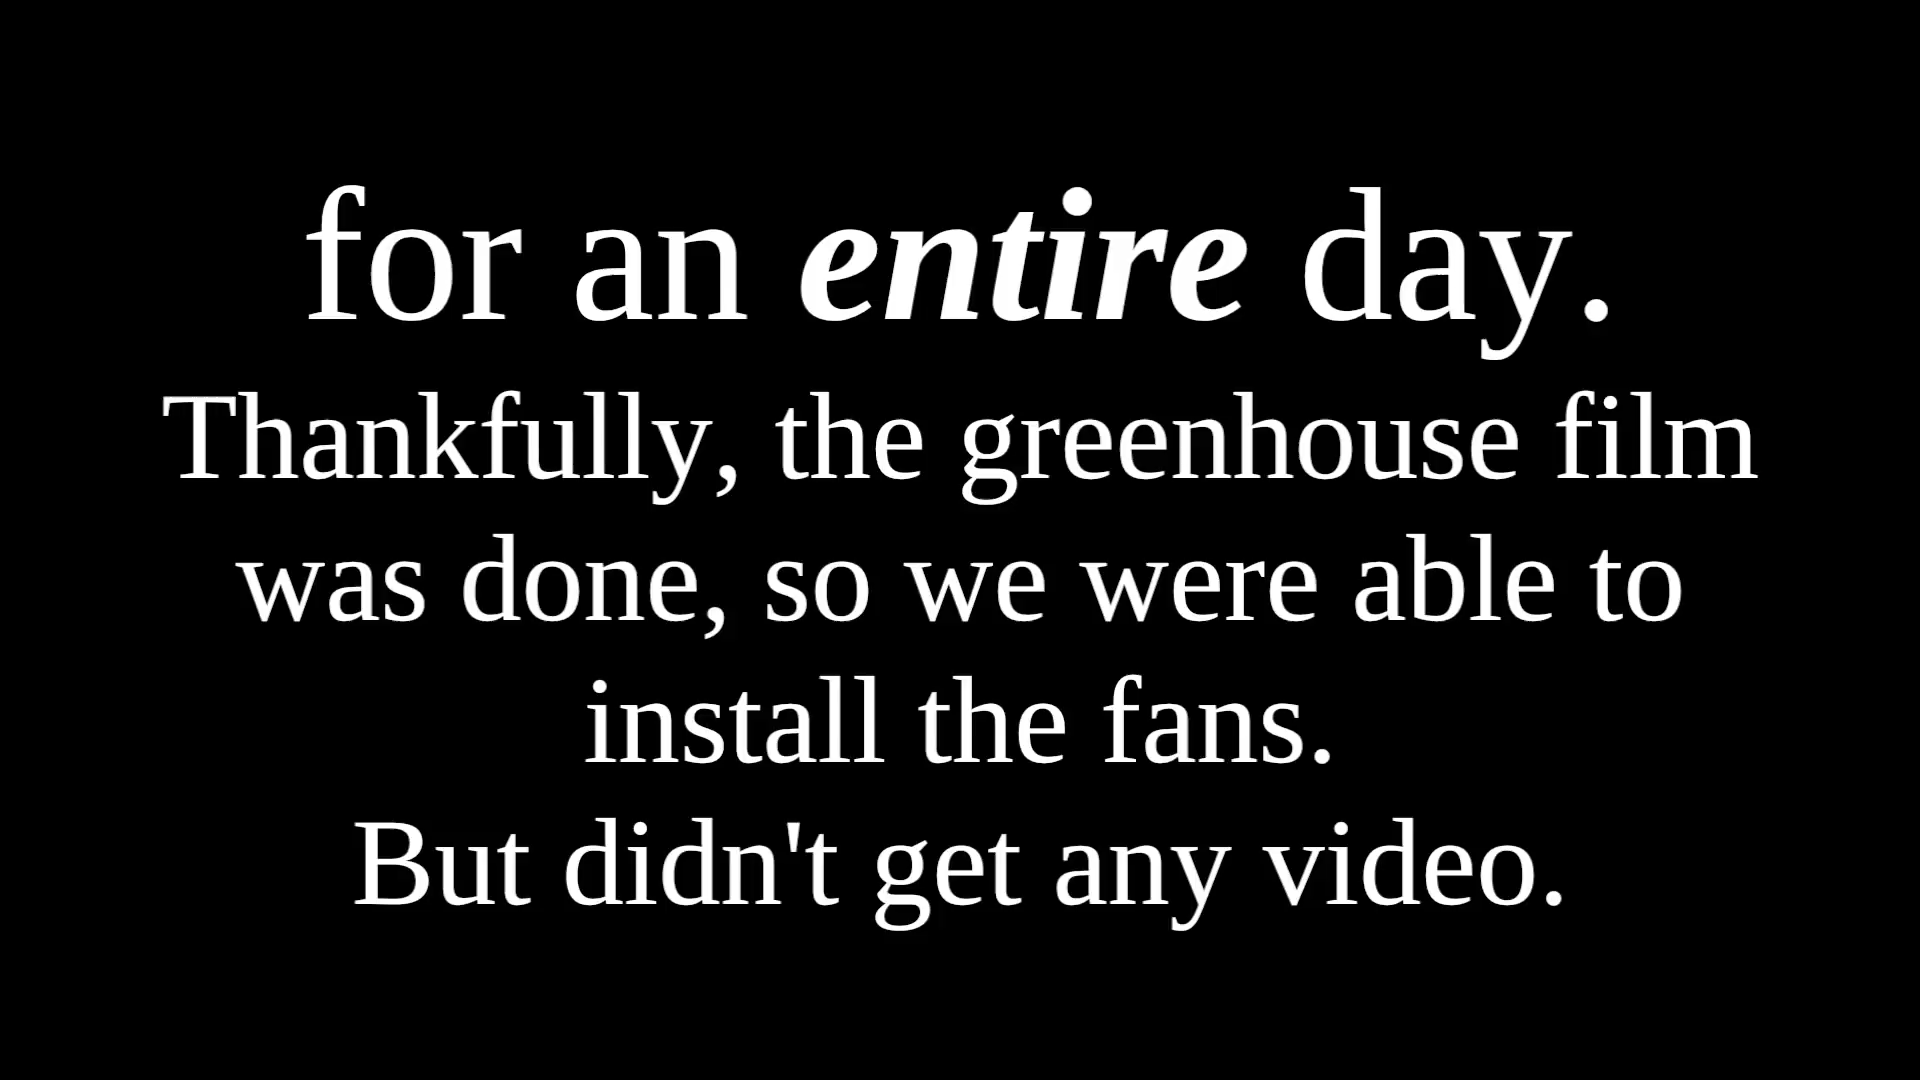 for an entire day.
Thankfully, the greenhouse film
was done, so we were able to
install the fans.
But didn't get any video.